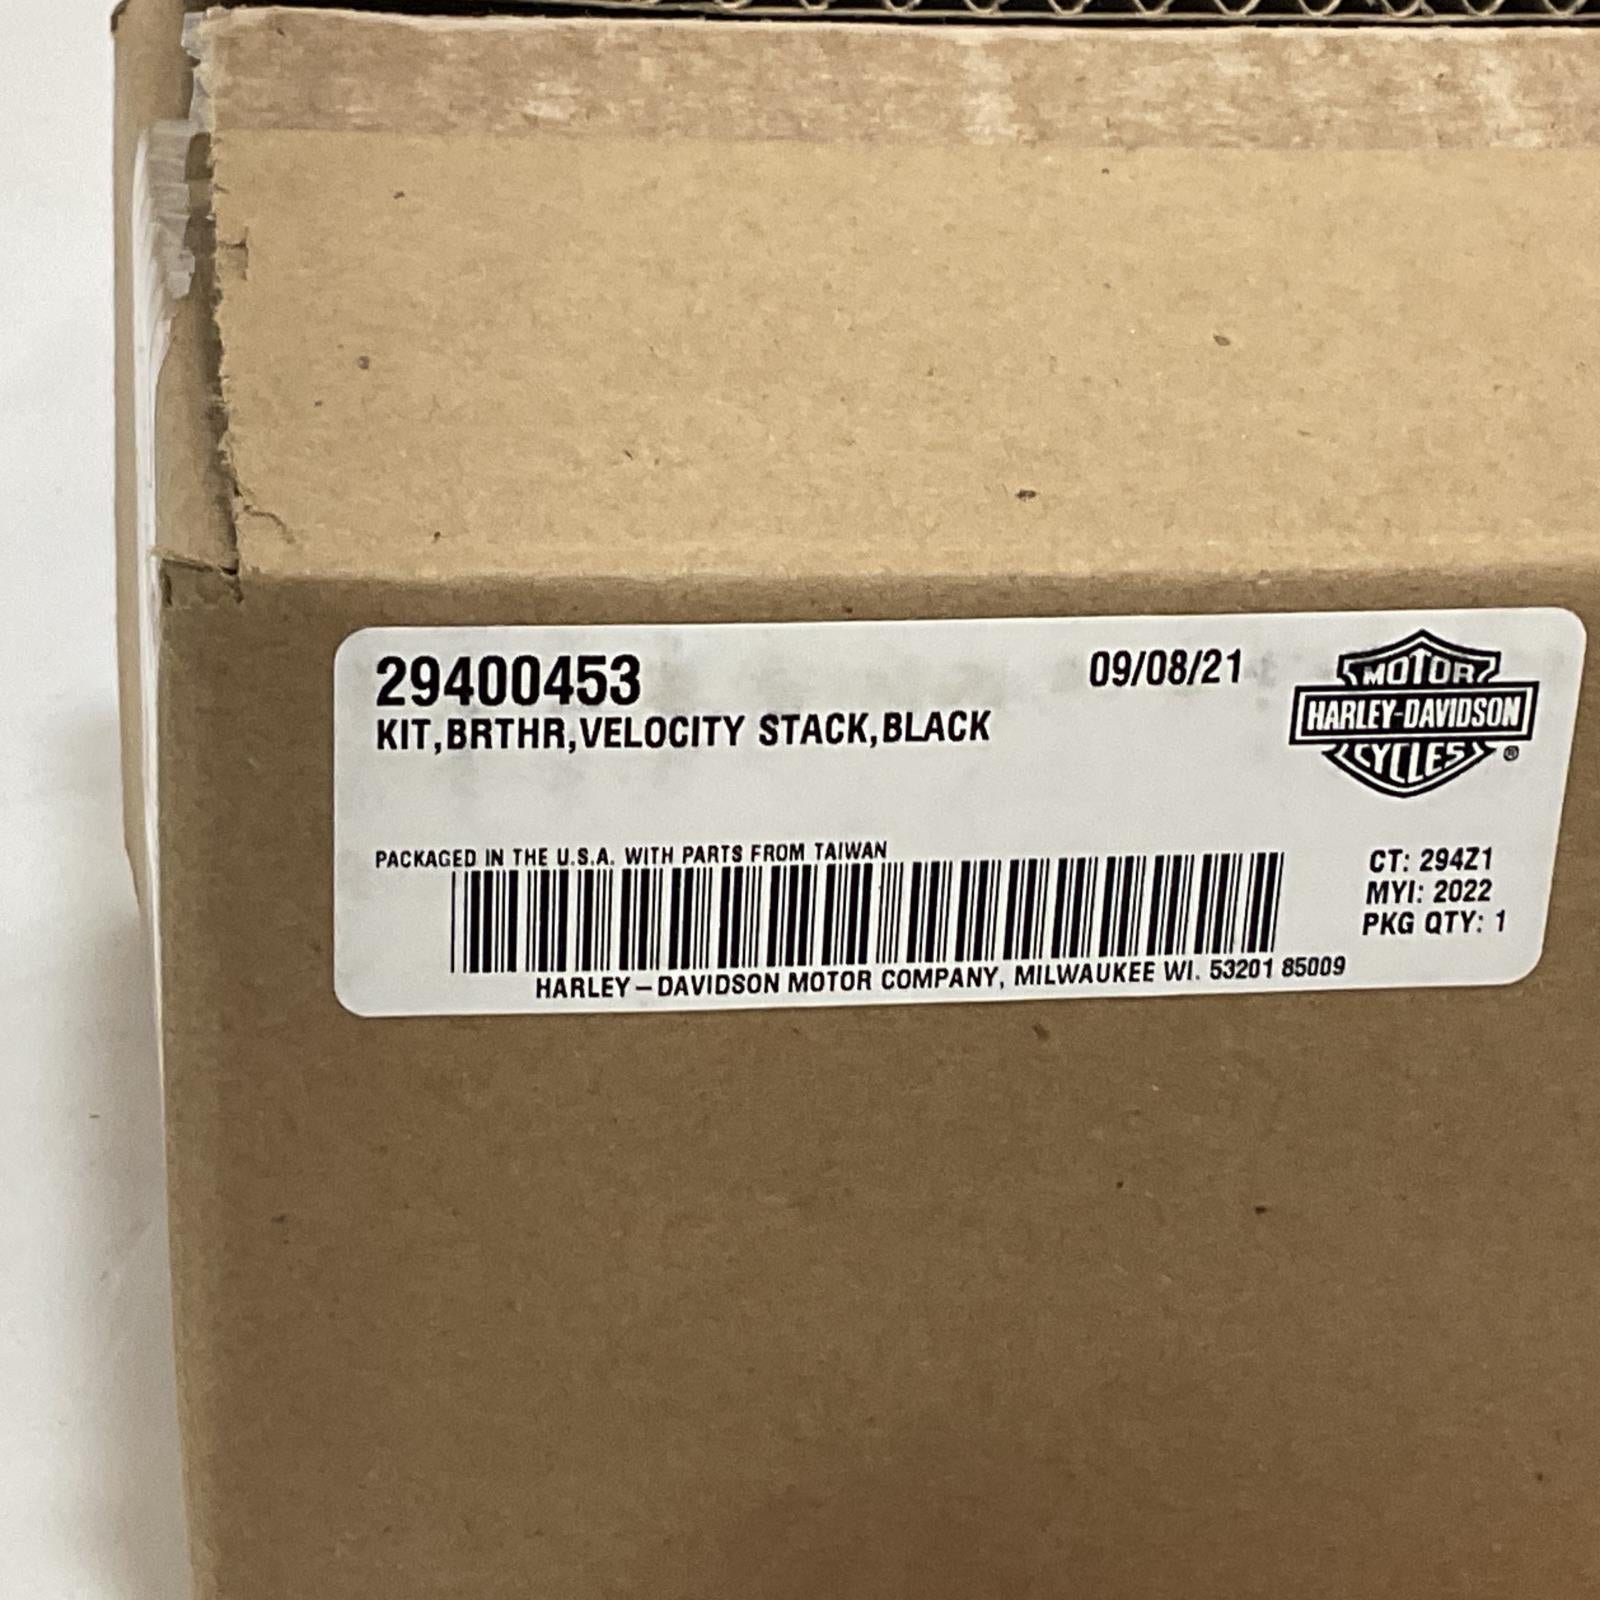 29400453
09/08/21
KIT,BRTHR,VELOCITY STACK,BLACK
MOTOR
HARLEY-DAVIDSON
CYCLES®
PACKAGED IN THE U.S.A. WITH PARTS FROM TAIWAN
CT: 294Z1
MYI: 2022
PKG QTY: 1
HARLEY–DAVIDSON MOTOR COMPANY, MILWAUKEE WI. 53201 85009